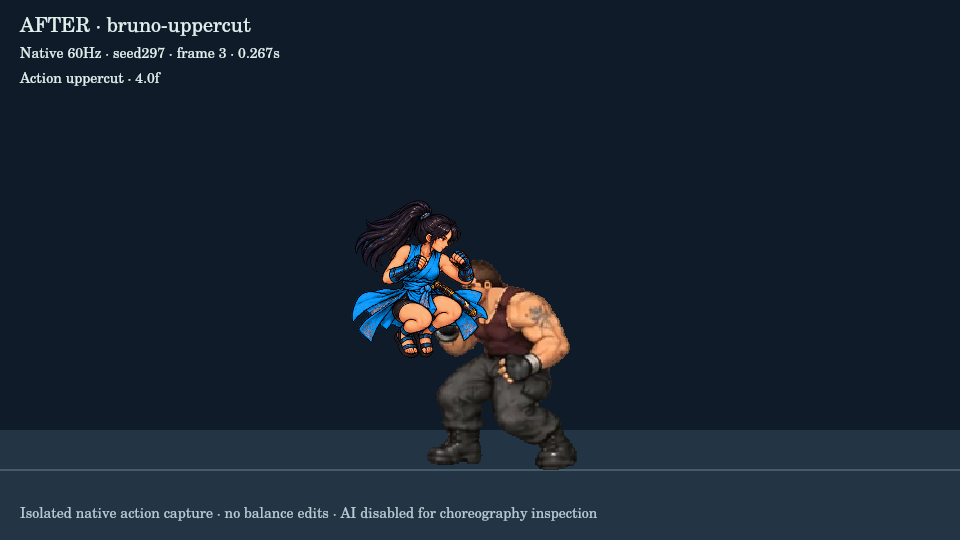 AFTER · bruno-uppercut
Native 60Hz · seed297 · frame 3 · 0.267s
Action uppercut · 4.0f
Isolated native action capture · no balance edits · AI disabled for choreography inspection